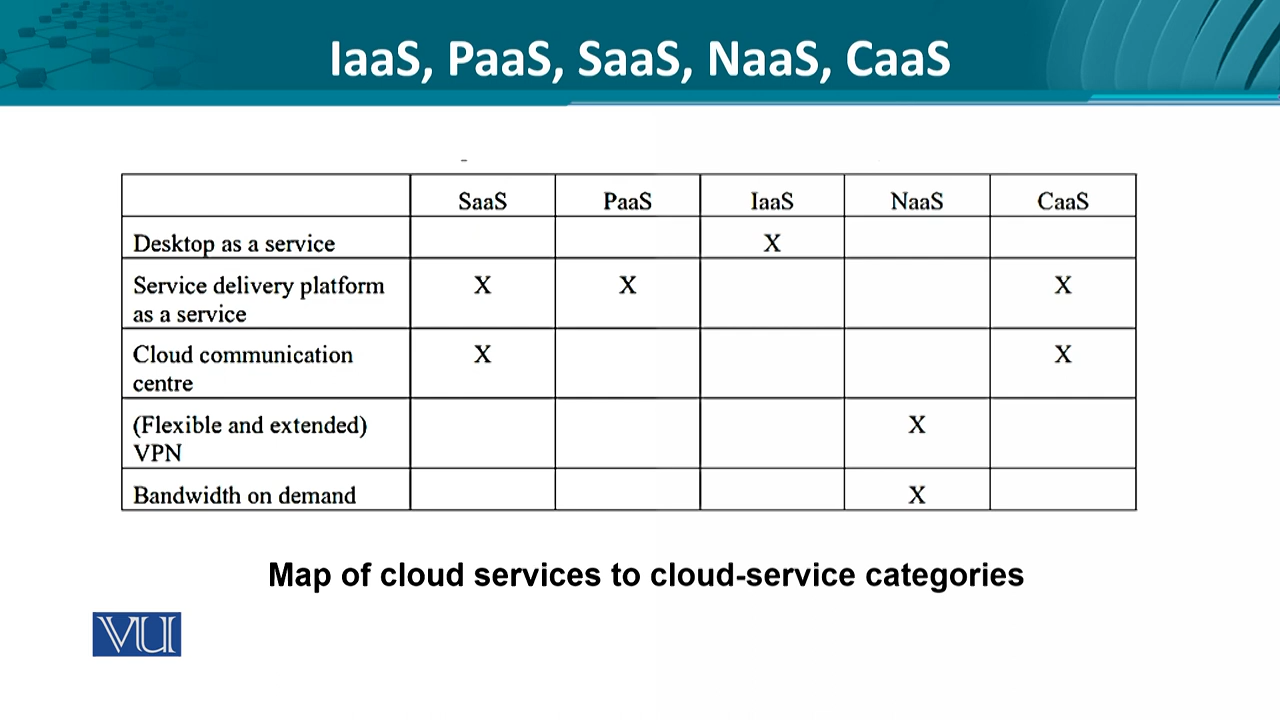 IaaS, PaaS, SaaS, NaaS, CaaS
SaaS PaaS IaaS NaaS CaaS
Desktop as a service X
Service delivery platform X X X
as a service
Cloud communication X X
centre
(Flexible and extended) X
VPN
Bandwidth on demand X
Map of cloud services to cloud-service categories
VU